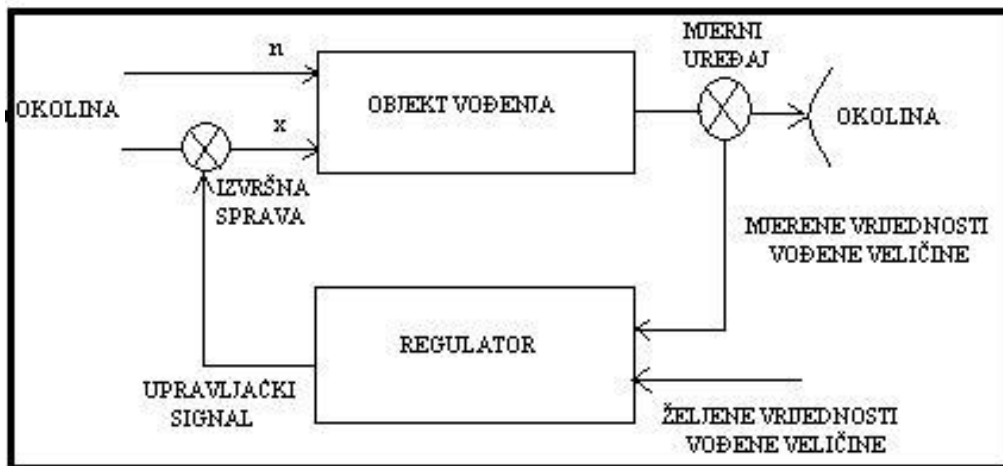 MJERNI
UREĐAJ
n
OKOLINA
OBJEKT VOĐENJA
OKOLINA
x
IZVRŠNA
SPRAVA
MJERENE VRIJEDNOSTI
VOĐENE VELIČINE
REGULATOR
UPRAVLJAČKI
SIGNAL
ŽELJENE VRIJEDNOSTI
VOĐENE VELIČINE